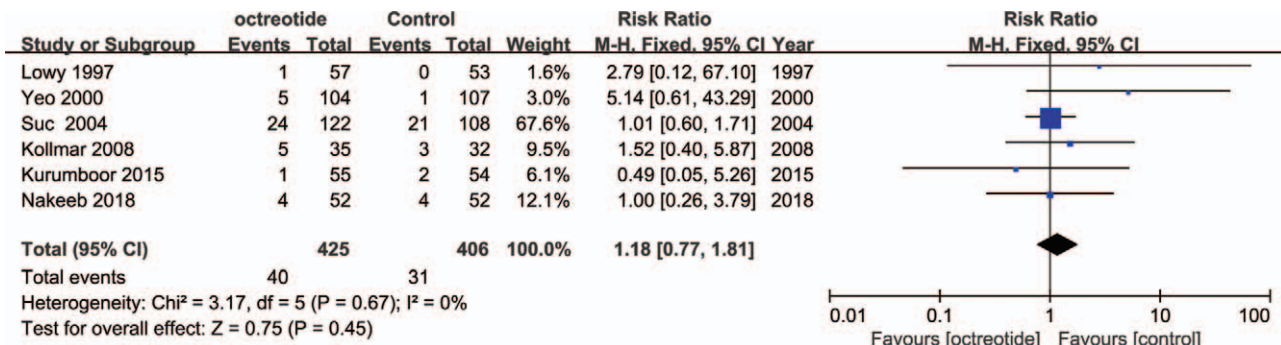 octreotide Control Risk Ratio Risk Ratio
Study or Subgroup Events Total Events Total Weight M-H, Fixed, 95% CI Year M-H, Fixed, 95% CI
Lowy 1997 1 57 0 53 1.6% 2.79 [0.12, 67.10] 1997
Yeo 2000 5 104 1 107 3.0% 5.14 [0.61, 43.29] 2000
Suc 2004 24 122 21 108 67.6% 1.01 [0.60, 1.71] 2004
Kollmar 2008 5 35 3 32 9.5% 1.52 [0.40, 5.87] 2008
Kurumboor 2015 1 55 2 54 6.1% 0.49 [0.05, 5.26] 2015
Nakeeb 2018 4 52 4 52 12.1% 1.00 [0.26, 3.79] 2018
Total (95% CI) 425 406 100.0% 1.18 [0.77, 1.81]
Total events 40 31
Heterogeneity: Chi² = 3.17, df = 5 (P = 0.67); I² = 0%
Test for overall effect: Z = 0.75 (P = 0.45)
0.01 0.1 1 10 100
Favours [octreotide] Favours [control]